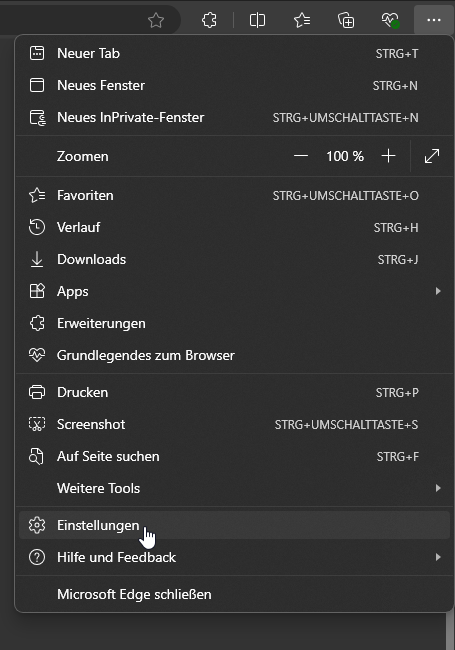 Neuer Tab STRG+T
Neues Fenster STRG+N
Neues InPrivate-Fenster STRG+UMSCHALTTASTE+N
Zoomen — 100 % +
Favoriten STRG+UMSCHALTTASTE+O
Verlauf STRG+H
Downloads STRG+J
Apps
Erweiterungen
Grundlegendes zum Browser
Drucken STRG+P
Screenshot STRG+UMSCHALTTASTE+S
Auf Seite suchen STRG+F
Weitere Tools
Einstellungen
Hilfe und Feedback
Microsoft Edge schließen